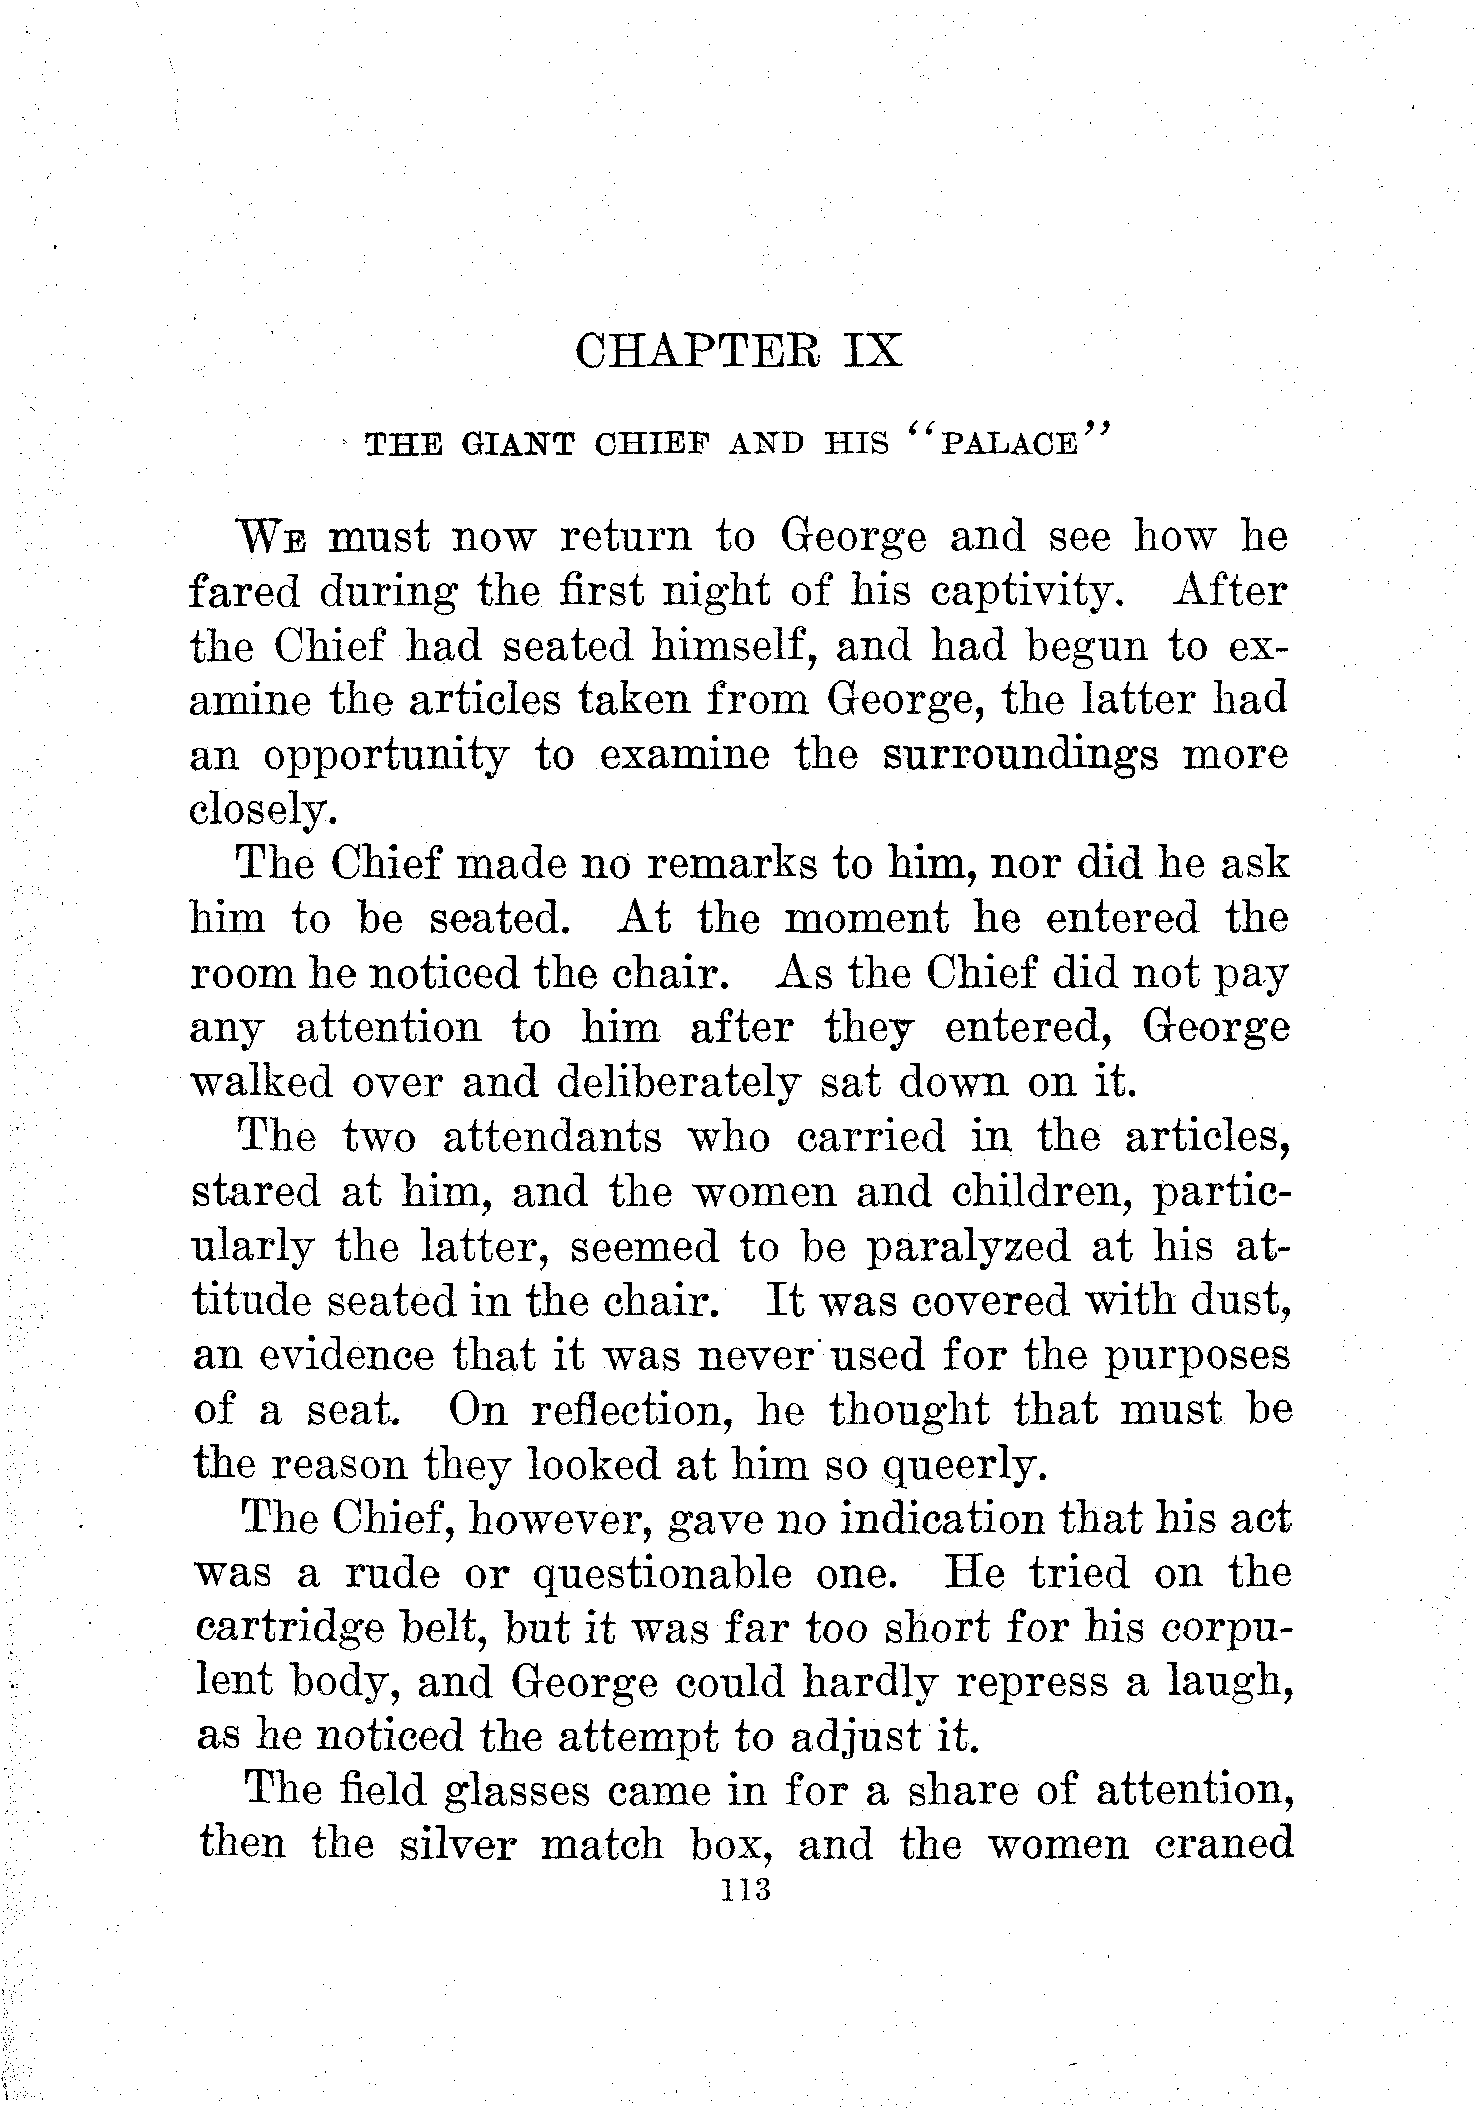 CHAPTER IX
THE GIANT CHIEF AND HIS "PALACE"
WE must now return to George and see how he
fared during the first night of his captivity. After
the Chief had seated himself, and had begun to ex-
amine the articles taken from George, the latter had
an opportunity to examine the surroundings more
closely.
The Chief made no remarks to him, nor did he ask
him to be seated. At the moment he entered the
room he noticed the chair. As the Chief did not pay
any attention to him after they entered, George
walked over and deliberately sat down on it.
The two attendants who carried in the articles,
stared at him, and the women and children, partic-
ularly the latter, seemed to be paralyzed at his at-
titude seated in the chair. It was covered with dust,
an evidence that it was never used for the purposes
of a seat. On reflection, he thought that must be
the reason they looked at him so queerly.
The Chief, however, gave no indication that his act
was a rude or questionable one. He tried on the
cartridge belt, but it was far too short for his corpu-
lent body, and George could hardly repress a laugh,
as he noticed the attempt to adjust it.
The field glasses came in for a share of attention,
then the silver match box, and the women craned
113